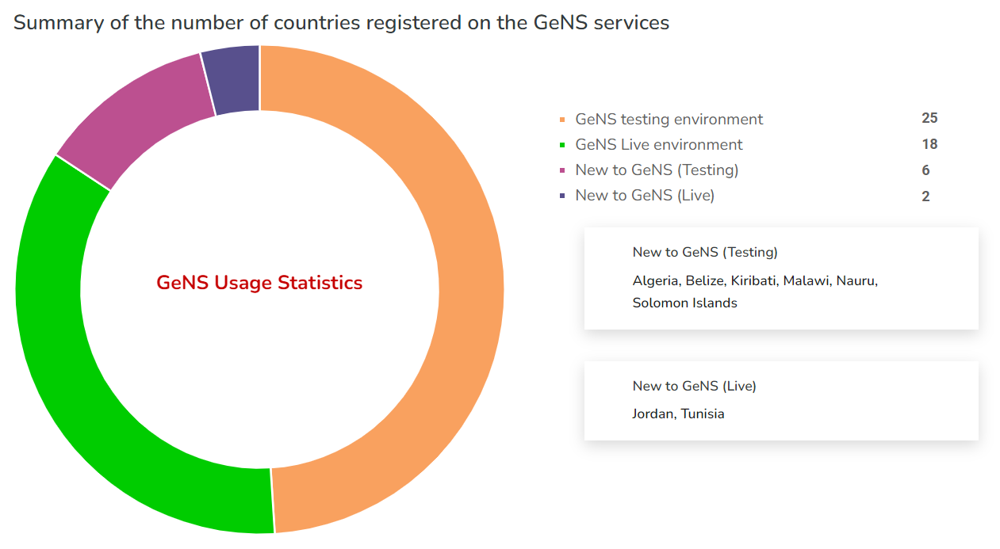 Summary of the number of countries registered on the GeNS services
GeNS Usage Statistics
GeNS testing environment 25
GeNS Live environment 18
New to GeNS (Testing) 6
New to GeNS (Live) 2
New to GeNS (Testing)
Algeria, Belize, Kiribati, Malawi, Nauru,
Solomon Islands
New to GeNS (Live)
Jordan, Tunisia